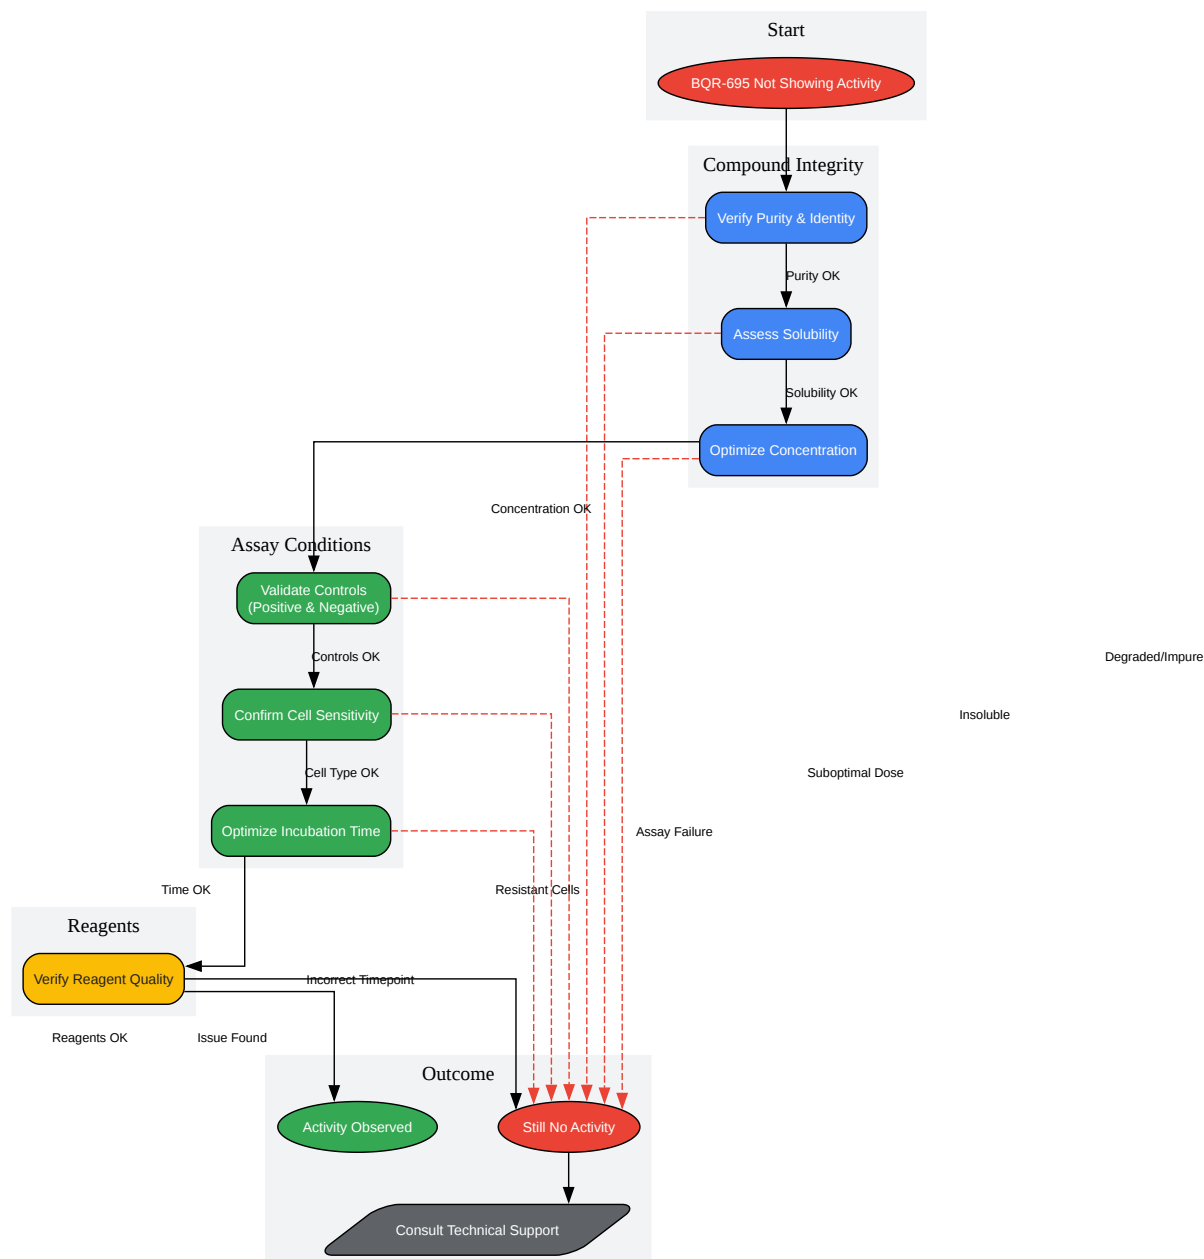 Start
BQR-695 Not Showing Activity
Compound Integrity
Verify Purity & Identity
Purity OK
Assess Solubility
Solubility OK
Optimize Concentration
Concentration OK
Assay Conditions
Validate Controls
(Positive & Negative)
Controls OK
Degraded/Impure
Confirm Cell Sensitivity
Insoluble
Cell Type OK
Suboptimal Dose
Optimize Incubation Time
Assay Failure
Time OK
Resistant Cells
Reagents
Verify Reagent Quality
Incorrect Timepoint
Reagents OK
Issue Found
Outcome
Activity Observed
Still No Activity
Consult Technical Support